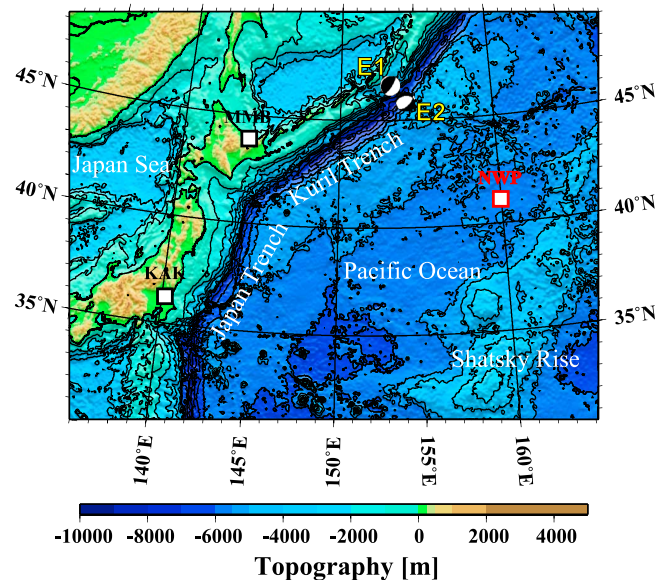 E1
45°N
45°N
MMB
E2
Japan Sea
Kuril Trench
NWP
40°N
40°N
KAK
Japan Trench
Pacific Ocean
35°N
35°N
Shatsky Rise
140°E
145°E
150°E
151°E
160°E
-10000 -8000 -6000 -4000 -2000 0 2000 4000
Topography [m]